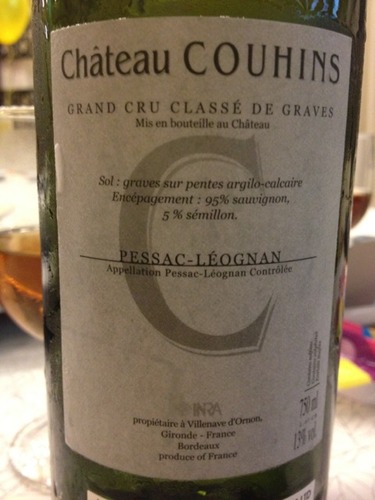 Château COUHINS
GRAND CRU CLASSÉ DE GRAVES
Mis en bouteille au Château
C
Sol : graves sur pentes argilo-calcaire
Encépagement : 95% sauvignon,
5 % sémillon.
PESSAC-LÉOGNAN
Appellation Pessac-Léognan Contrôlée
INRA
propriétaire à Villenave d'Ornon,
Gironde - France
Bordeaux
produce of France
750 ml
13% vol.